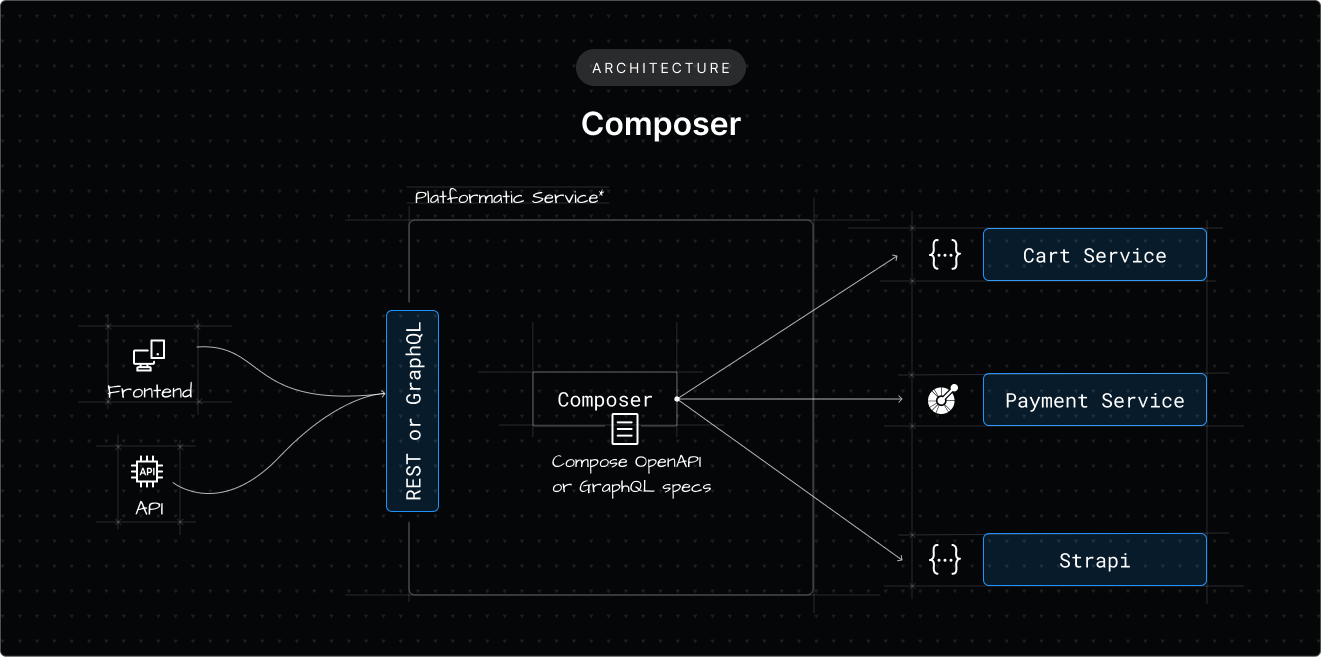 ARCHITECTURE
Composer
Platformatic Service*
Frontend
API
API
REST or GraphQL
Composer
Compose OpenAPI
or GraphQL specs
{...}
Cart Service
Payment Service
{...}
Strapi